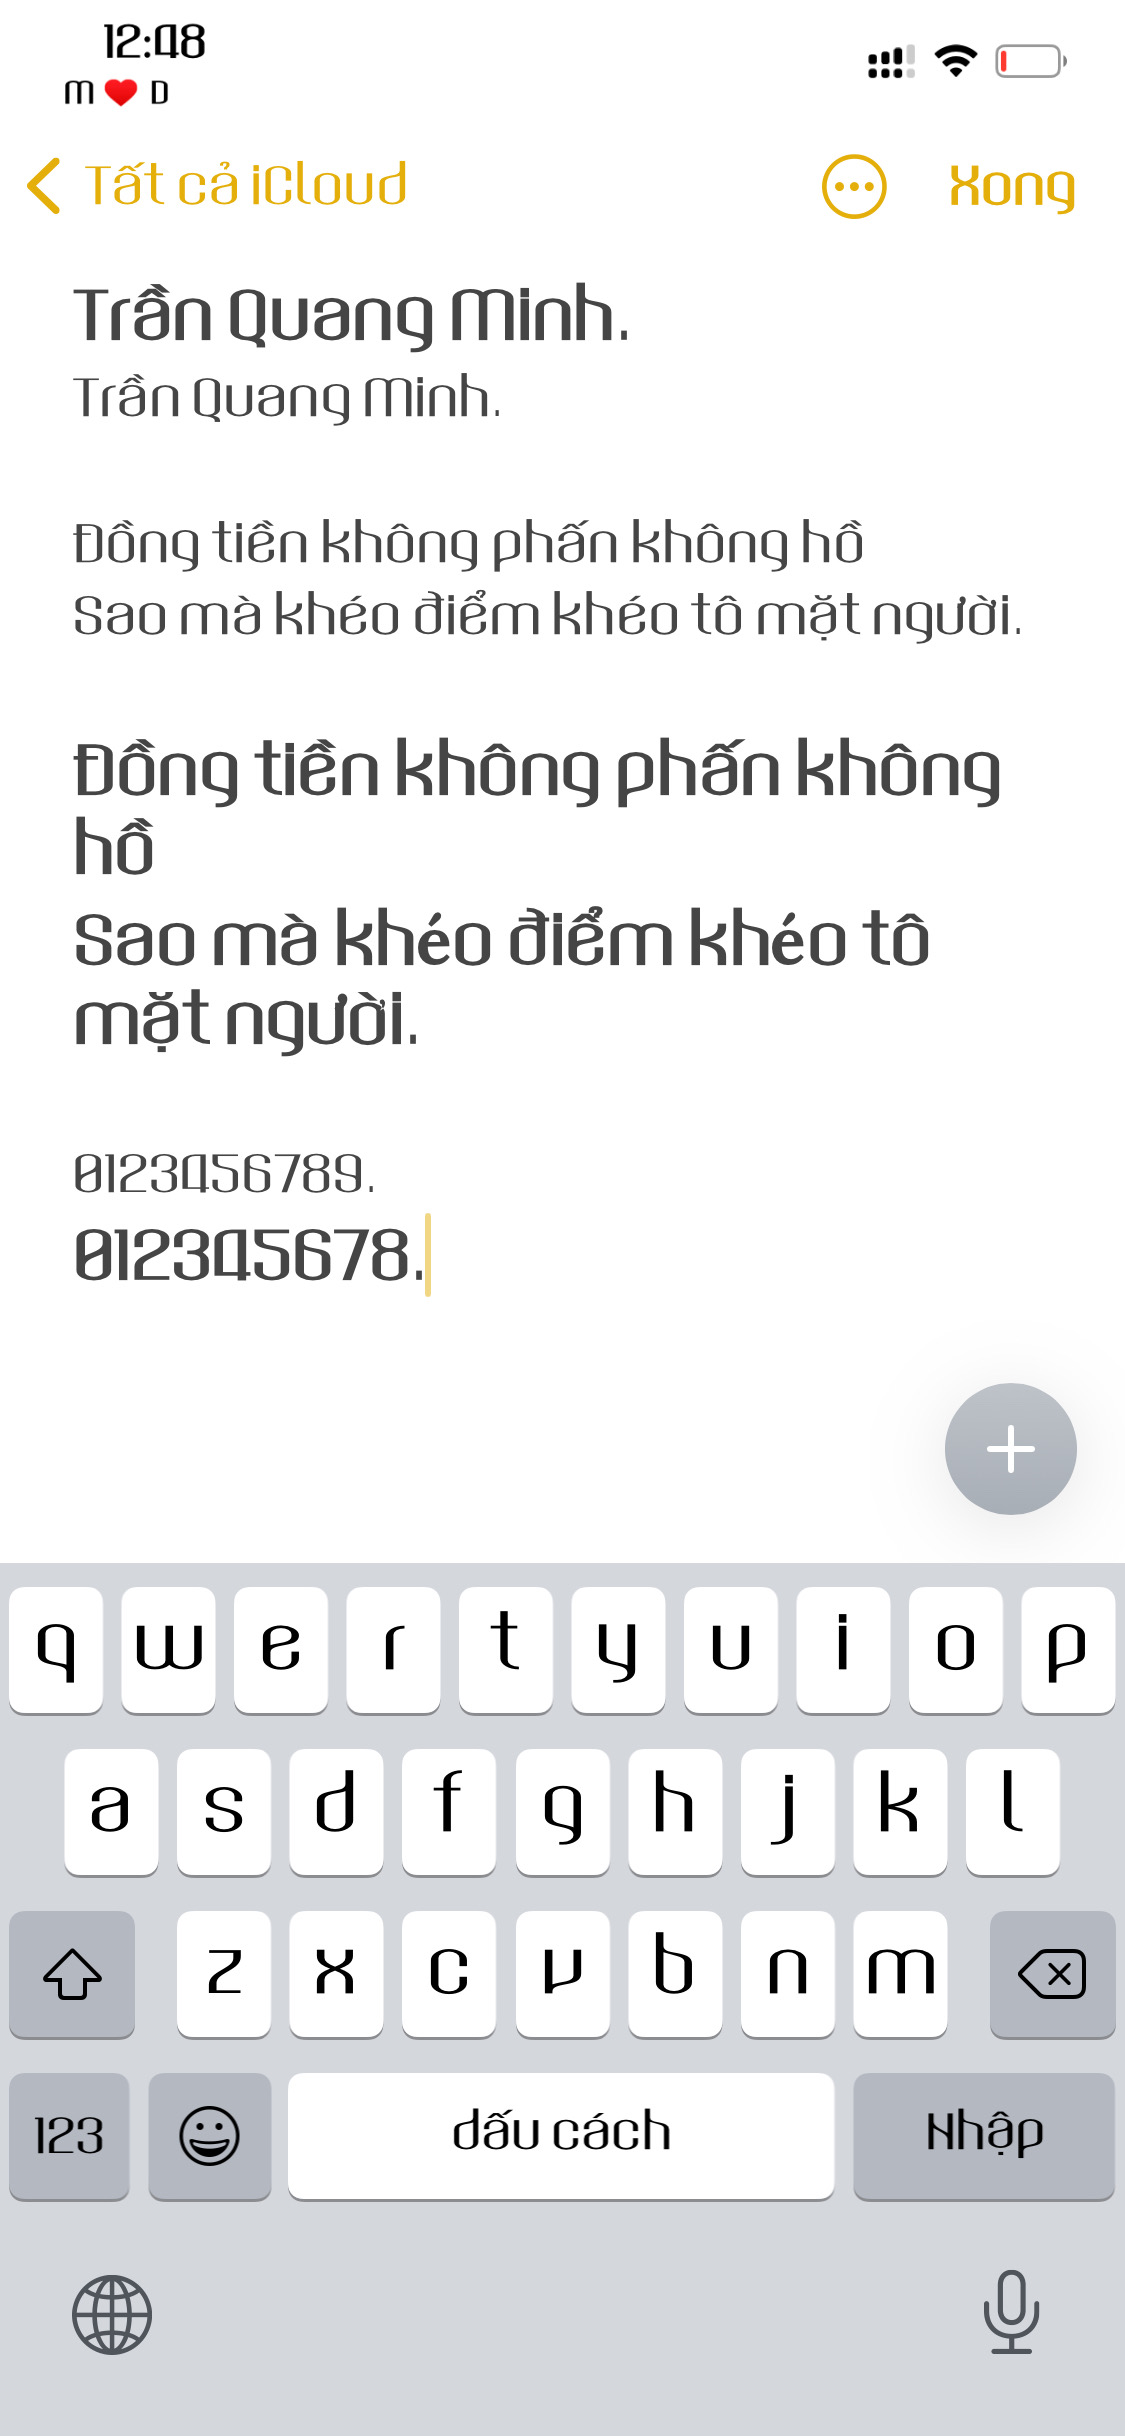 12:48
M ❤️ D
Tất cả iCloud
Xong
Trần Quang Minh.
Trần Quang Minh.
Đồng tiền không phấn không hồ
Sao mà khéo điểm khéo tô mặt người.
Đồng tiền không phấn không
hồ
Sao mà khéo điểm khéo tô
mặt người.
0123456789.
012345678.
q w e r t y u i o p
a s d f g h j k l
z x c v b n m
123 dấu cách Nhập